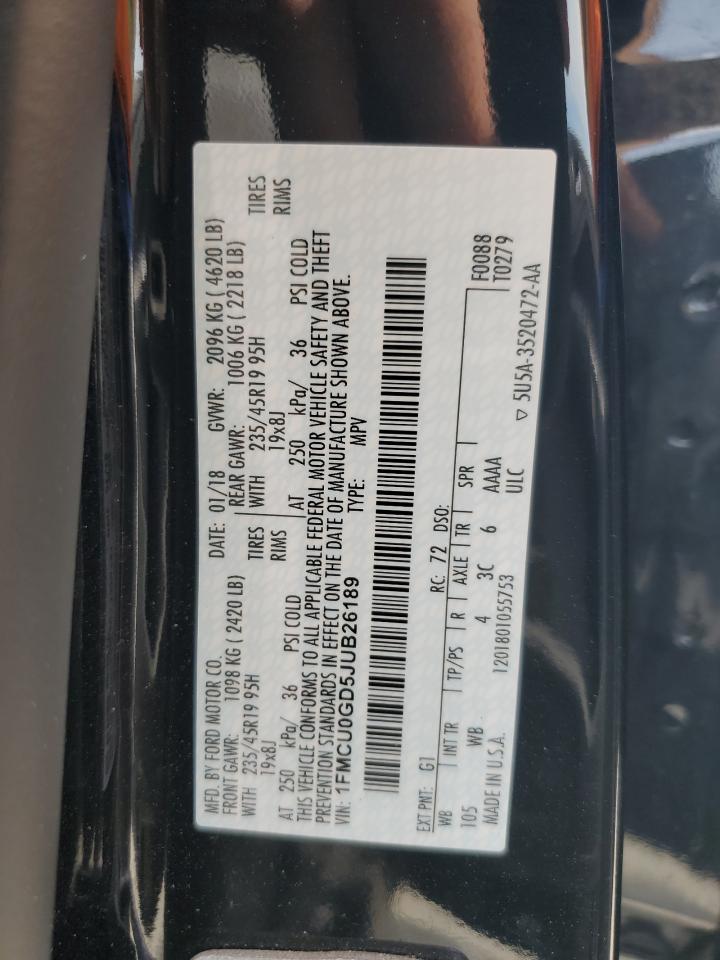 MFD. BY FORD MOTOR CO.
DATE: 01/18
GVWR: 2096 KG ( 4620 LB)
FRONT GAWR: 1098 KG ( 2420 LB)
REAR GAWR: 1006 KG ( 2218 LB)
WITH 235/45R19 95H TIRES
WITH 235/45R19 95H TIRES
19x8J RIMS
19x8J RIMS
AT 250 kPa/ 36 PSI COLD
AT 250 kPa/ 36 PSI COLD
THIS VEHICLE CONFORMS TO ALL APPLICABLE FEDERAL MOTOR VEHICLE SAFETY AND THEFT
PREVENTION STANDARDS IN EFFECT ON THE DATE OF MANUFACTURE SHOWN ABOVE.
VIN: 1FMCU0GD5JUB26189
TYPE: MPV
EXT PNT: G1 RC: 72 DSO: F0088
WB INT TR TP/PS R AXLE TR SPR T0279
105 WB 4 3C 6 AAAA
MADE IN U.S.A. 1201801055753 ULC
▽ 5U5A-3520472-AA